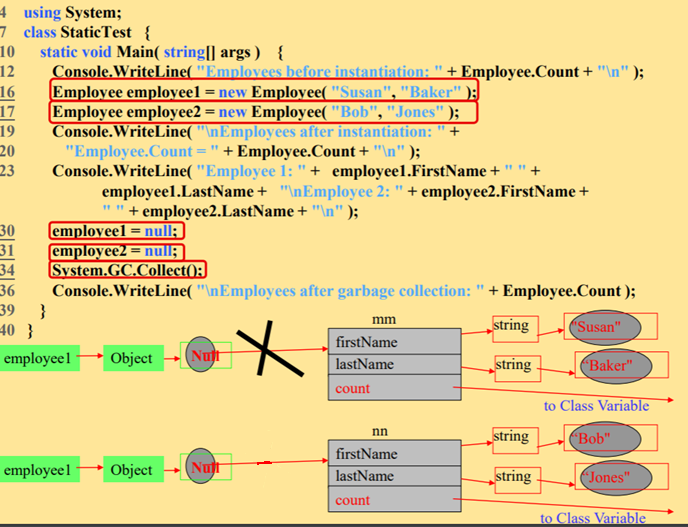 4 using System;
7 class StaticTest {
10 static void Main( string[] args ) {
12 Console.WriteLine( "Employees before instantiation: " + Employee.Count + "\n" );
16 Employee employee1 = new Employee( "Susan", "Baker" );
17 Employee employee2 = new Employee( "Bob", "Jones" );
19 Console.WriteLine( "\nEmployees after instantiation: " +
20 "Employee.Count = " + Employee.Count + "\n" );
23 Console.WriteLine( "Employee 1: " + employee1.FirstName + " " +
employee1.LastName + "\nEmployee 2: " + employee2.FirstName +
" " + employee2.LastName + "\n" );
30 employee1 = null;
31 employee2 = null;
34 System.GC.Collect();
36 Console.WriteLine( "\nEmployees after garbage collection: " + Employee.Count );
39 }
40 }
mm
employee1 Object Null firstName string "Susan"
lastName string "Baker"
count
to Class Variable
nn
employee1 Object Null firstName string "Bob"
lastName string "Jones"
count
to Class Variable